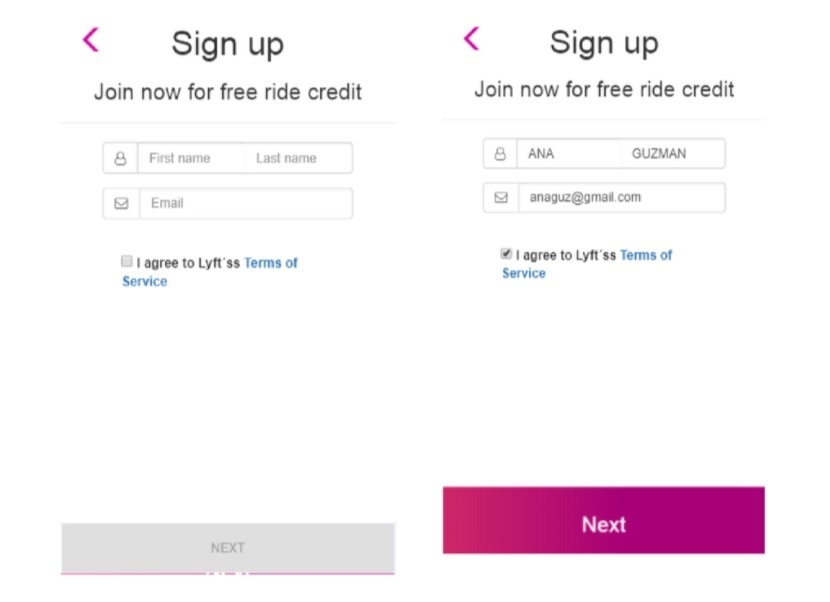 Sign up
Join now for free ride credit
First name Last name
Email
I agree to Lyft´ss Terms of
Service
NEXT
Sign up
Join now for free ride credit
ANA GUZMAN
anaguz@gmail.com
I agree to Lyft´ss Terms of
Service
Next